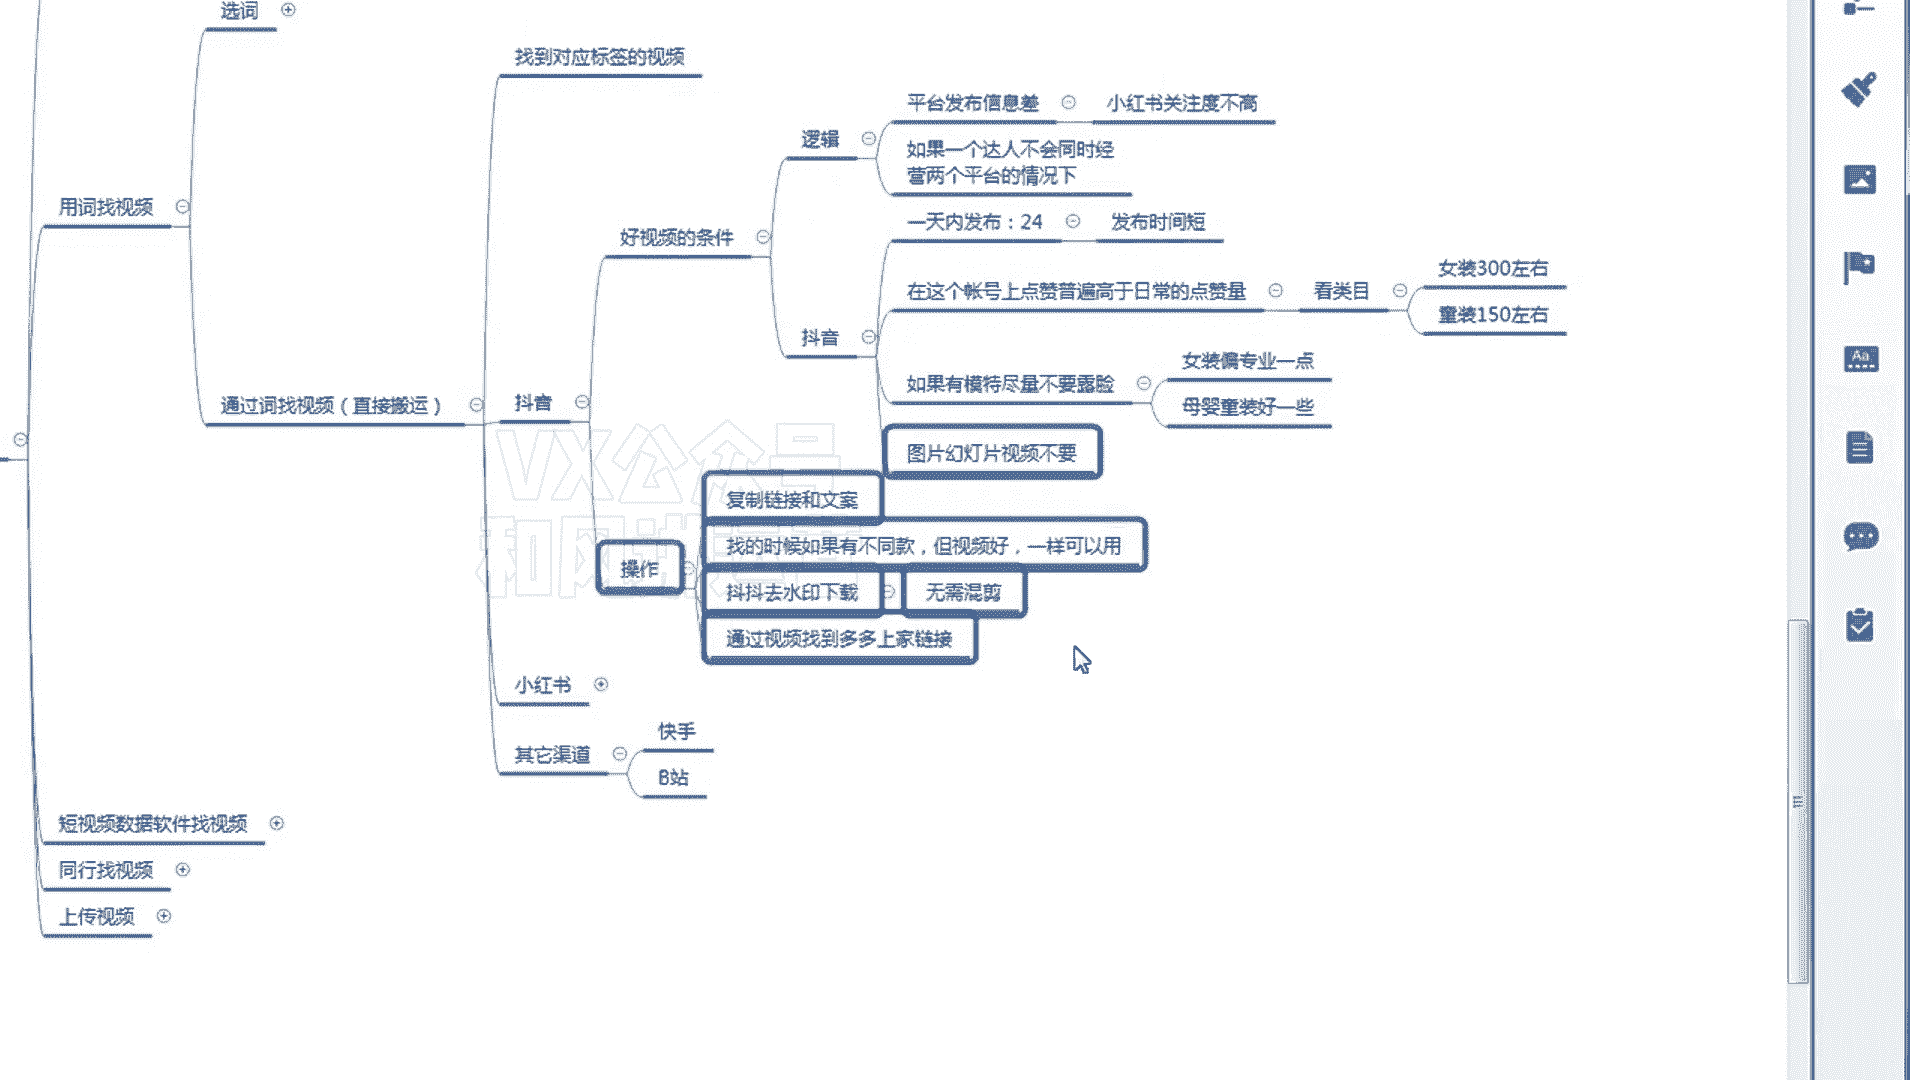 选词
找到对应标签的视频
平台发布信息差
小红书关注度不高
逻辑
如果一个达人不会同时经
营两个平台的情况下
用词找视频
一天内发布：24
发布时间短
好视频的条件
女装300左右
在这个帐号上点赞普遍高于日常的点赞量
看类目
童装150左右
抖音
女装偏专业一点
如果有模特尽量不要露脸
通过词找视频（直接搬运）
抖音
母婴童装好一些
图片幻灯片视频不要
VX公众号
复制链接和文案
找的时候如果有不同款，但视频好，一样可以用
操作
抖抖去水印下载
无需混剪
通过视频找到多多上家链接
小红书
快手
其它渠道
B站
短视频数据软件找视频
同行找视频
上传视频
Aa